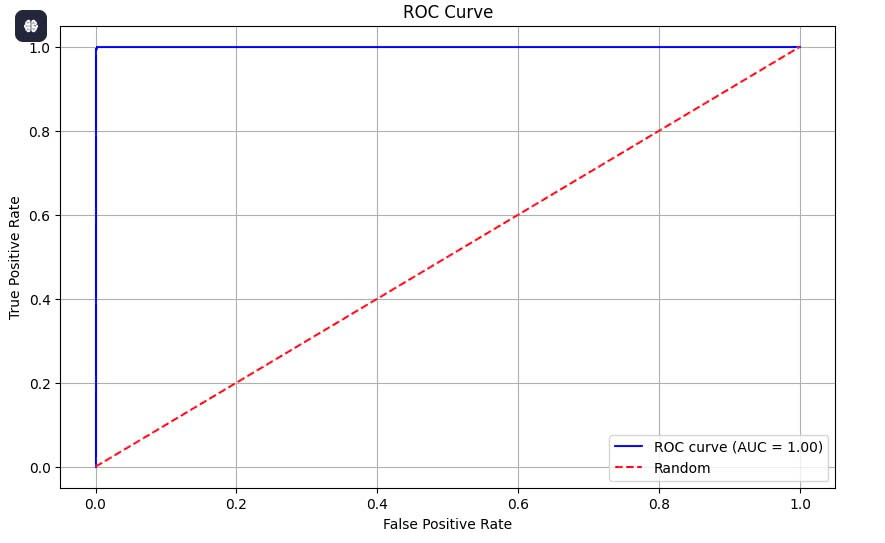 ROC Curve
1.0
0.8
0.6
0.4
0.2
0.0
True Positive Rate
ROC curve (AUC = 1.00)
Random
0.0 0.2 0.4 0.6 0.8 1.0
False Positive Rate